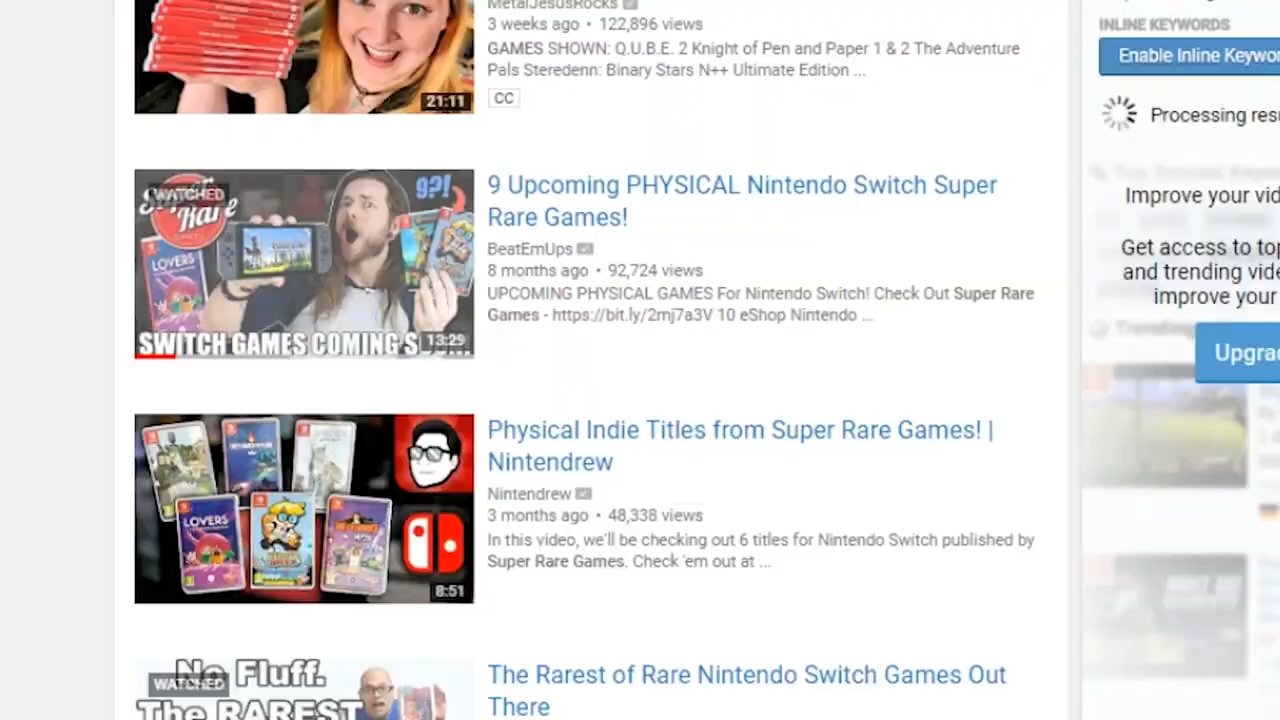 MetalJesusRocks
3 weeks ago • 122,896 views
GAMES SHOWN: Q.U.B.E. 2 Knight of Pen and Paper 1 & 2 The Adventure
Pals Steredenn: Binary Stars N++ Ultimate Edition ...
CC
21:11
WATCHED
Super Rare
9?!
LOVERS
SWITCH GAMES COMING S
13:29
9 Upcoming PHYSICAL Nintendo Switch Super
Rare Games!
BeatEmUps
8 months ago • 92,724 views
UPCOMING PHYSICAL GAMES For Nintendo Switch! Check Out Super Rare
Games - https://bit.ly/2mj7a3V 10 eShop Nintendo ...
LOVERS
8:51
Physical Indie Titles from Super Rare Games! |
Nintendrew
Nintendrew
3 months ago • 48,338 views
In this video, we'll be checking out 6 titles for Nintendo Switch published by
Super Rare Games. Check 'em out at ...
No Fluff.
WATCHED
The RAREST
The Rarest of Rare Nintendo Switch Games Out
There
INLINE KEYWORDS
Enable Inline Keywor
Processing resu
Improve your vid
Get access to top
and trending vide
improve your
Trending
Upgrad